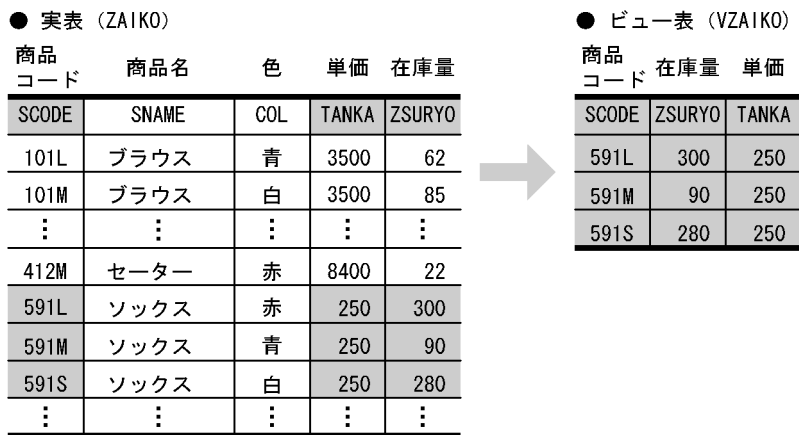 ● 実表（ZAIKO）
商品コード 商品名 色 単価 在庫量
SCODE SNAME COL TANKA ZSURYO
101L ブラウス 青 3500 62
101M ブラウス 白 3500 85
⋮ ⋮ ⋮ ⋮ ⋮
412M セーター 赤 8400 22
591L ソックス 赤 250 300
591M ソックス 青 250 90
591S ソックス 白 250 280
⋮ ⋮ ⋮ ⋮ ⋮
● ビュー表（VZAIKO）
商品コード 在庫量 単価
SCODE ZSURYO TANKA
591L 300 250
591M 90 250
591S 280 250